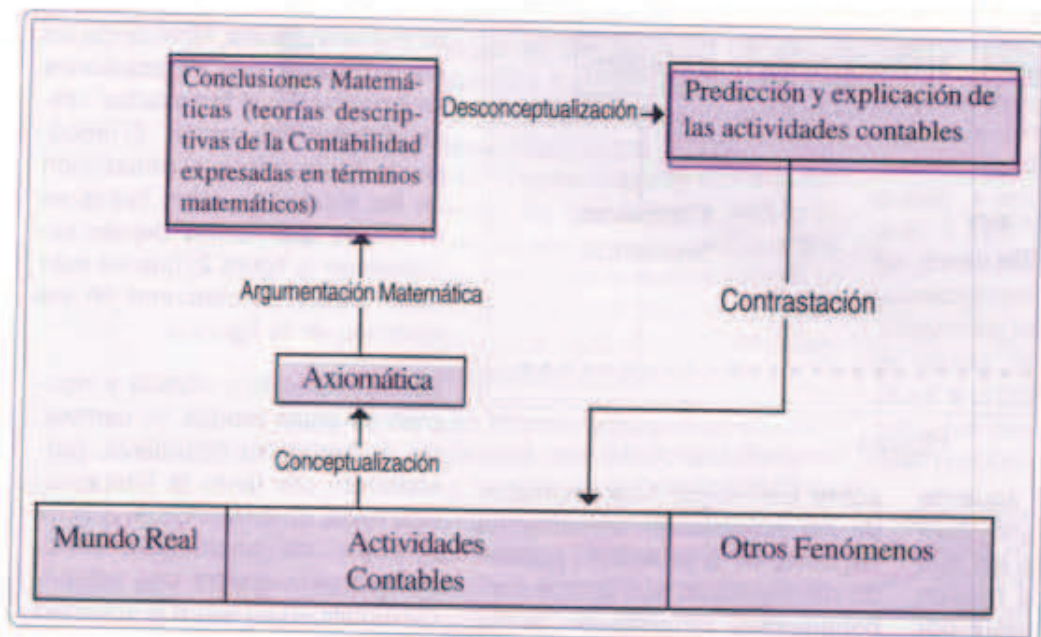 Conclusiones Matemá-
ticas (teorías descrip-
tivas de la Contabilidad
expresadas en términos
matemáticos)
Desconceptualización
Predicción y explicación de
las actividades contables
Argumentación Matemática
Contrastación
Axiomática
Conceptualización
Mundo Real
Actividades
Contables
Otros Fenómenos